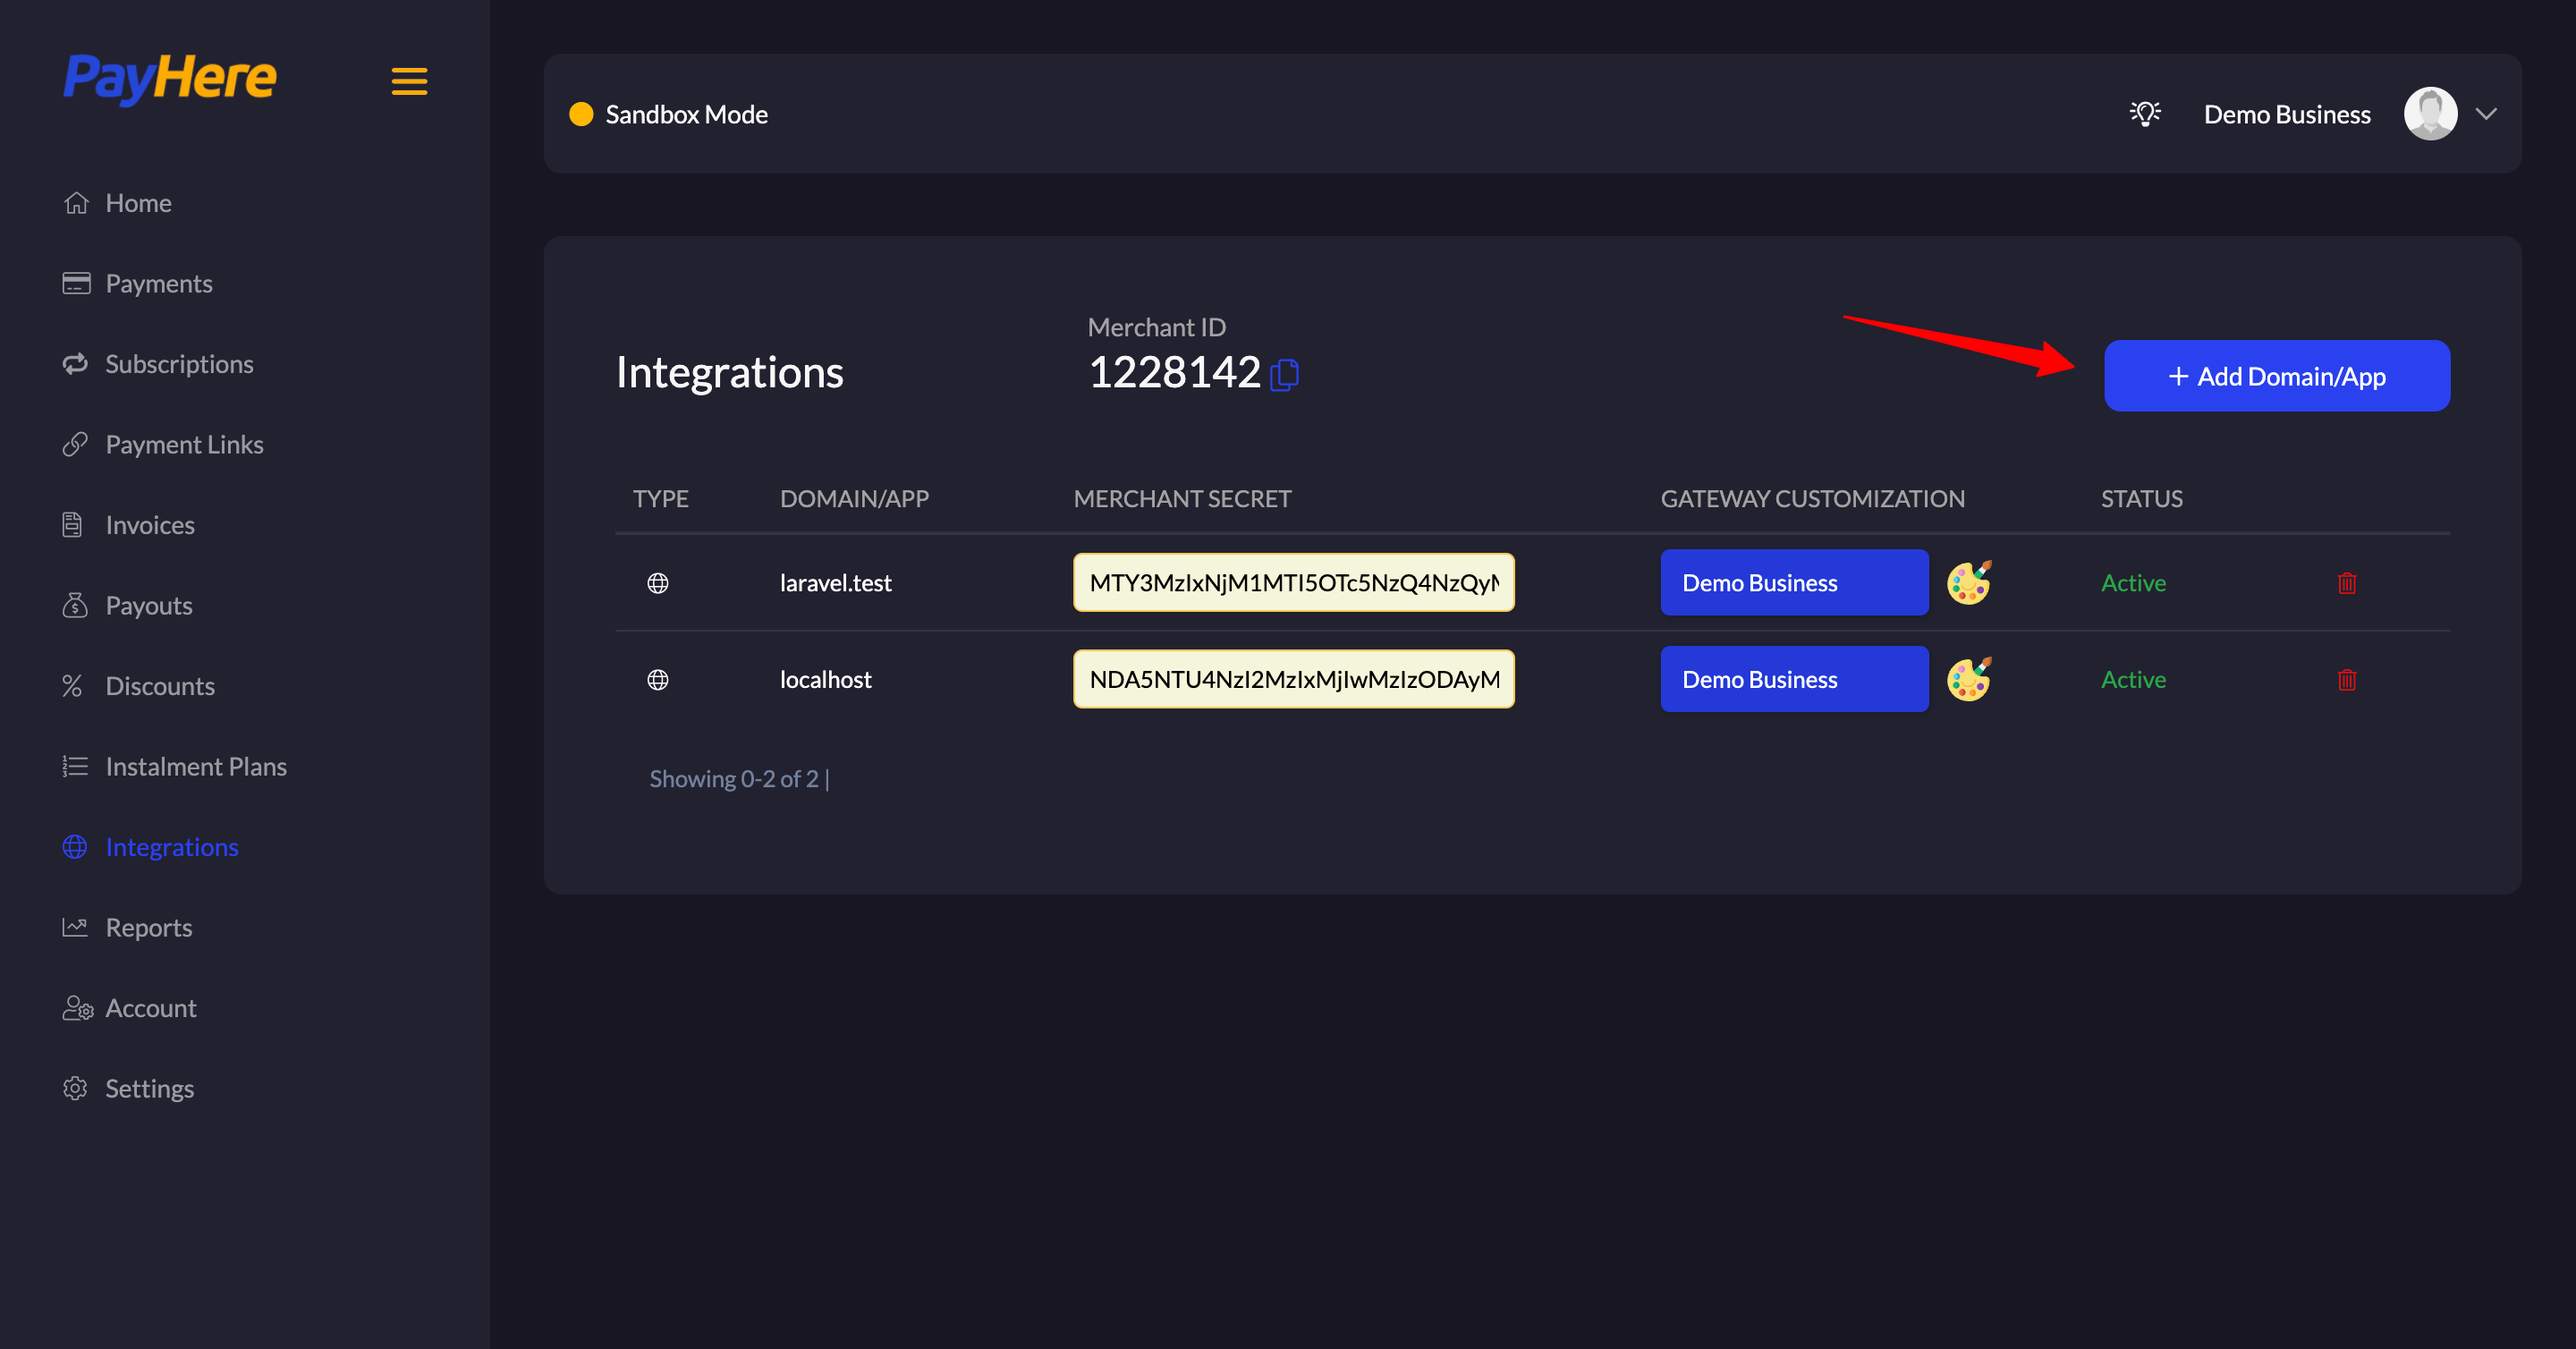 PayHere
Home
Payments
Subscriptions
Payment Links
Invoices
Payouts
Discounts
Instalment Plans
Integrations
Reports
Account
Settings
Sandbox Mode
Demo Business
Integrations
Merchant ID
1228142
+ Add Domain/App
TYPE DOMAIN/APP MERCHANT SECRET GATEWAY CUSTOMIZATION STATUS
laravel.test MTY3MzIxNjM1MTI5OTc5NzQ4NzQy Demo Business Active
localhost NDA5NTU4NzI2MzIxMjIwMzIzODAyM Demo Business Active
Showing 0-2 of 2 |